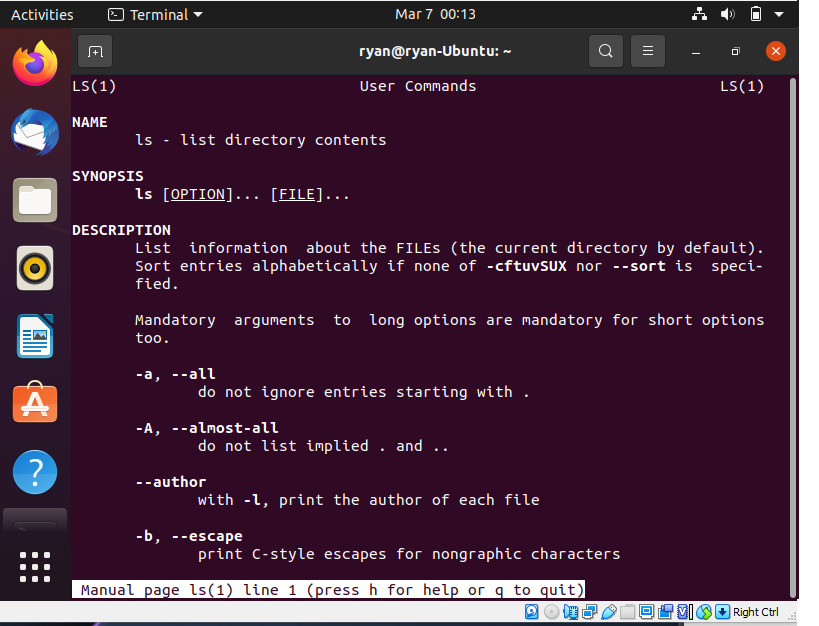 Activities Terminal Mar 7 00:13
ryan@ryan-Ubuntu: ~
LS(1) User Commands LS(1)
NAME
ls - list directory contents
SYNOPSIS
ls [OPTION]... [FILE]...
DESCRIPTION
List information about the FILEs (the current directory by default).
Sort entries alphabetically if none of -cftuvSUX nor --sort is speci-
fied.
Mandatory arguments to long options are mandatory for short options
too.
-a, --all
do not ignore entries starting with .
-A, --almost-all
do not list implied . and ..
--author
with -l, print the author of each file
-b, --escape
print C-style escapes for nongraphic characters
Manual page ls(1) line 1 (press h for help or q to quit)
Right Ctrl